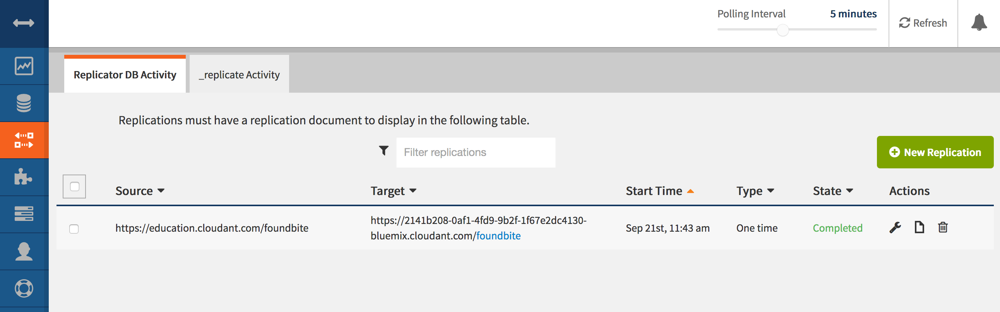 Polling Interval 5 minutes
Refresh
Replicator DB Activity
_replicate Activity
Replications must have a replication document to display in the following table.
Filter replications
New Replication
Source Target Start Time Type State Actions
https://education.cloudant.com/foundbite
https://2141b208-0af1-4fd9-9b2f-1f67e2dc4130-
bluemix.cloudant.com/foundbite
Sep 21st, 11:43 am
One time
Completed